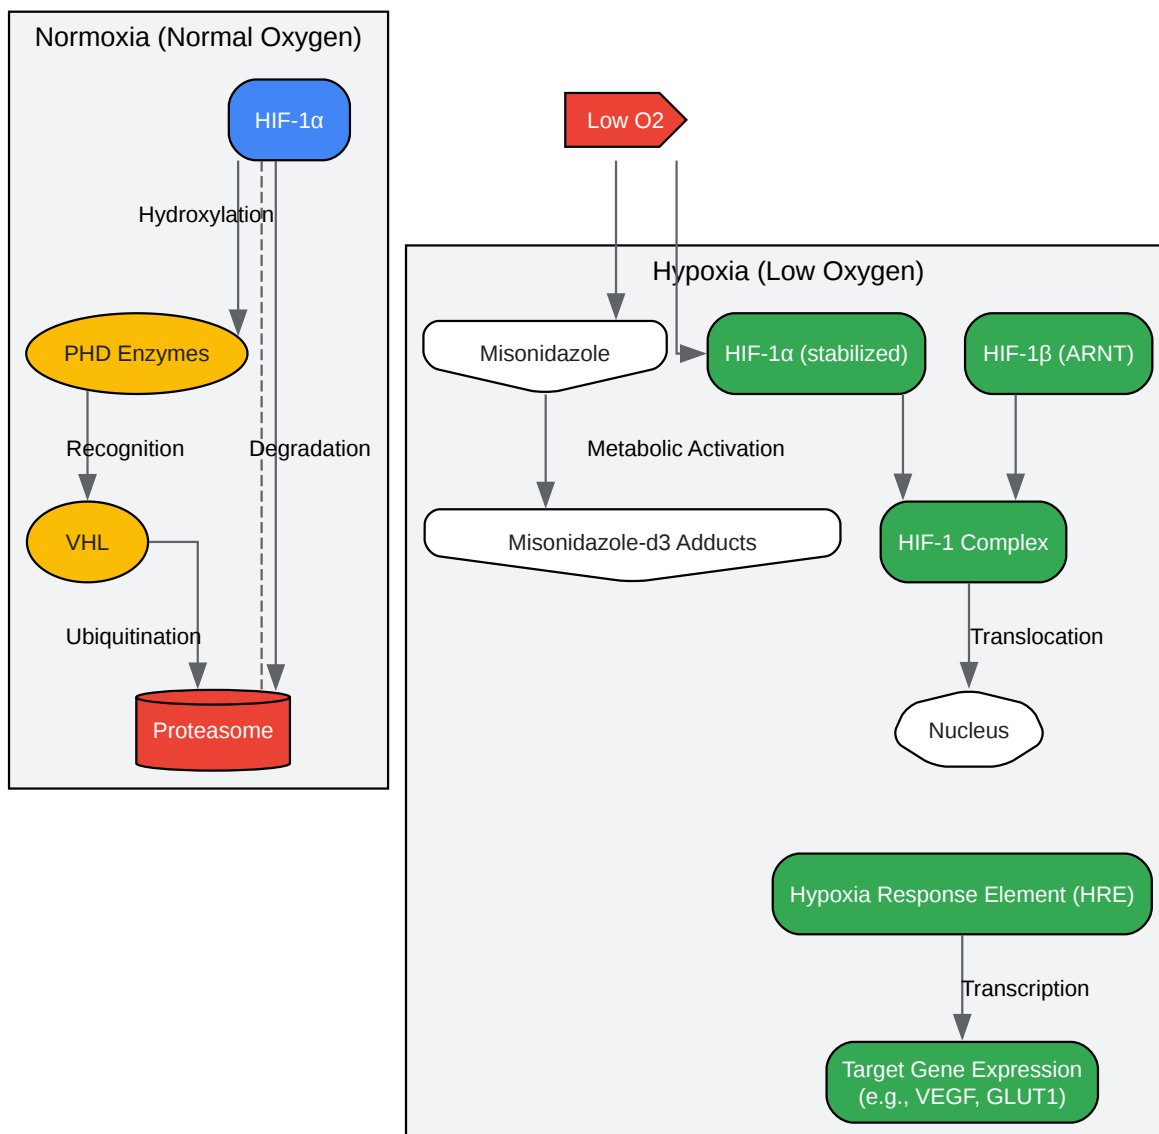 Normoxia (Normal Oxygen)
HIF-1α
Hydroxylation
PHD Enzymes
Recognition
Degradation
VHL
Ubiquitination
Proteasome
Low O2
Hypoxia (Low Oxygen)
Misonidazole
HIF-1α (stabilized)
HIF-1β (ARNT)
Metabolic Activation
Misonidazole-d3 Adducts
HIF-1 Complex
Translocation
Nucleus
Hypoxia Response Element (HRE)
Transcription
Target Gene Expression
(e.g., VEGF, GLUT1)